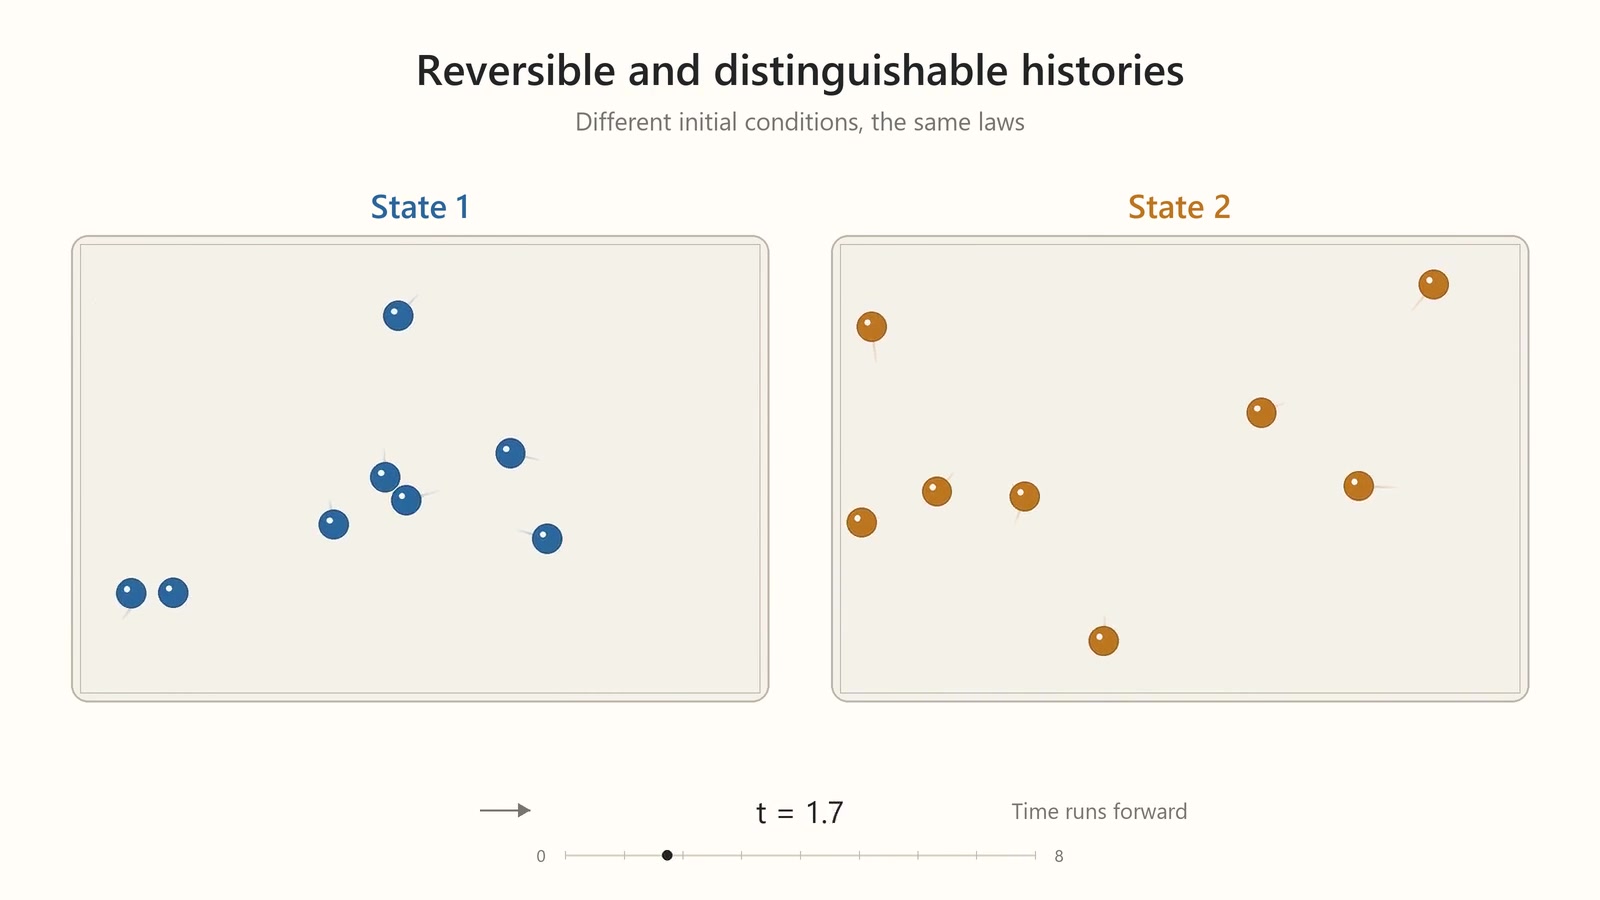 Reversible and distinguishable histories
Different initial conditions, the same laws
State 1
State 2
t = 1.7
Time runs forward
0
8